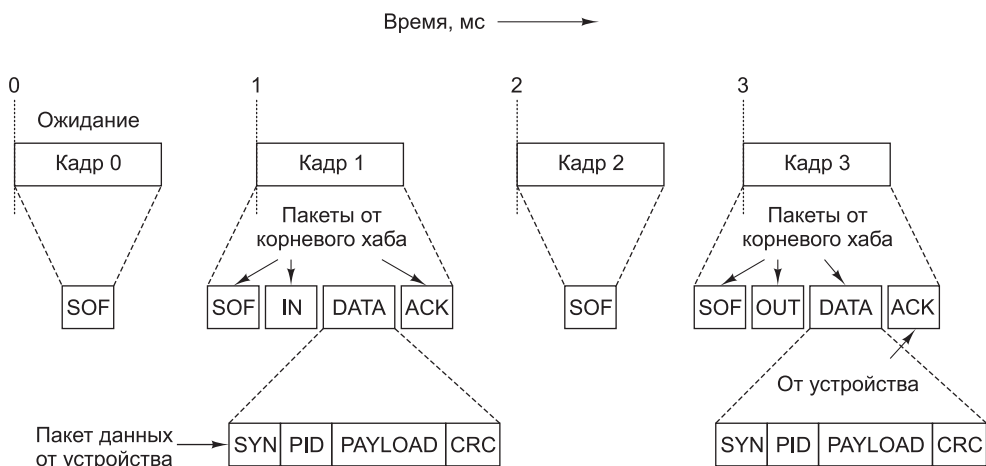 Время, мс
0 1 2 3
Ожидание
Кадр 0 Кадр 1 Кадр 2 Кадр 3
Пакеты от
корневого хаба
Пакеты от
корневого хаба
SOF SOF IN DATA ACK SOF SOF OUT DATA ACK
От устройства
Пакет данных
от устройства
SYN PID PAYLOAD CRC SYN PID PAYLOAD CRC